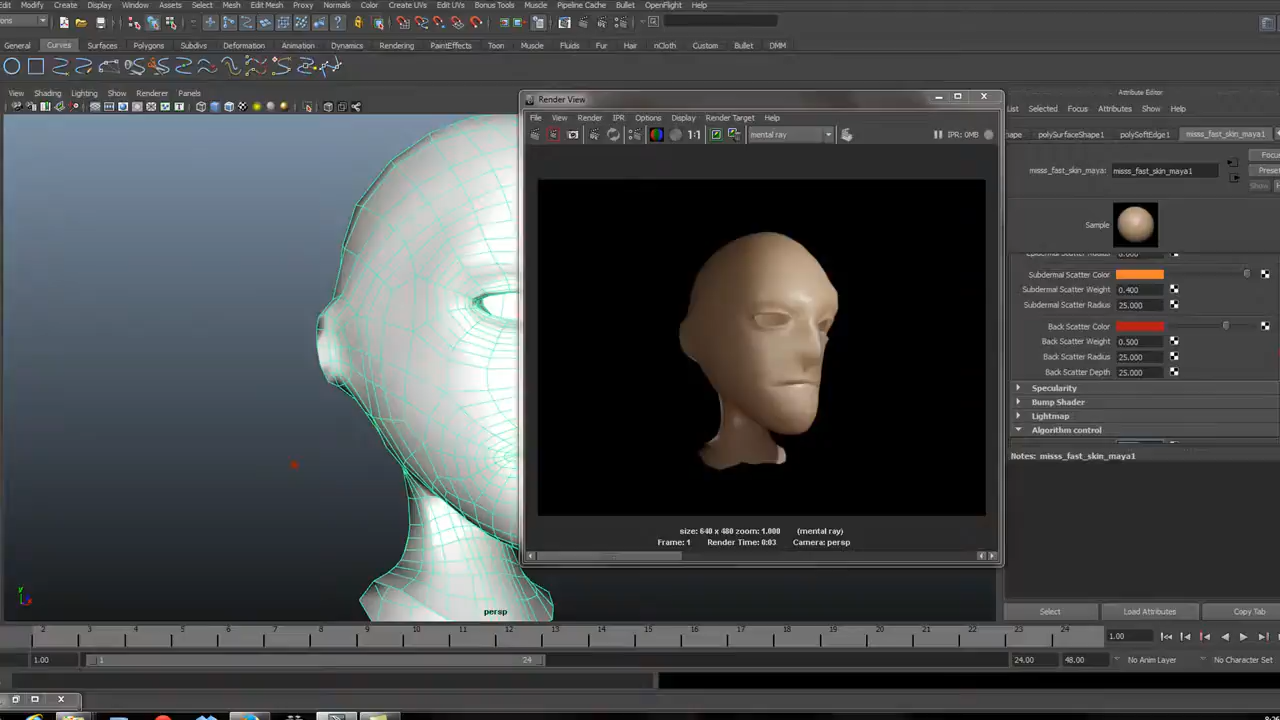 Modify Create Display Window Assets Select Mesh Edit Mesh Proxy Normals Color Create UVs Edit UVs Bonus Tools Muscle Pipeline Cache Bullet OpenFlight Help
General Curves Surfaces Polygons Subdivs Deformation Animation Dynamics Rendering PaintEffects Toon Muscle Fluids Fur Hair nCloth Custom Bullet DMM
View Shading Lighting Show Renderer Panels
Render View
File View Render IPR Options Display Render Target Help
1:1 mental ray IPR: 0MB
size: 640 x 480 zoom: 1.000 (mental ray)
Frame: 1 Render Time: 0:03 Camera: persp
persp
Attribute Editor
List Selected Focus Attributes Show Help
polySurfaceShape1 polySoftEdge1 misss_fast_skin_maya1
misss_fast_skin_maya: misss_fast_skin_maya1
Focus
Presets
Show
Sample
Subdermal Scatter Color
Subdermal Scatter Weight 0.400
Subdermal Scatter Radius 25.000
Back Scatter Color
Back Scatter Weight 0.500
Back Scatter Radius 25.000
Back Scatter Depth 25.000
Specularity
Bump Shader
Lightmap
Algorithm control
Notes: misss_fast_skin_maya1
Select Load Attributes Copy Tab
2 3 4 5 6 7 8 9 10 11 12 13 14 15 16 17 18 19 20 21 22 23 24 1.00
1.00 1 24 24.00 48.00 No Anim Layer No Character Set